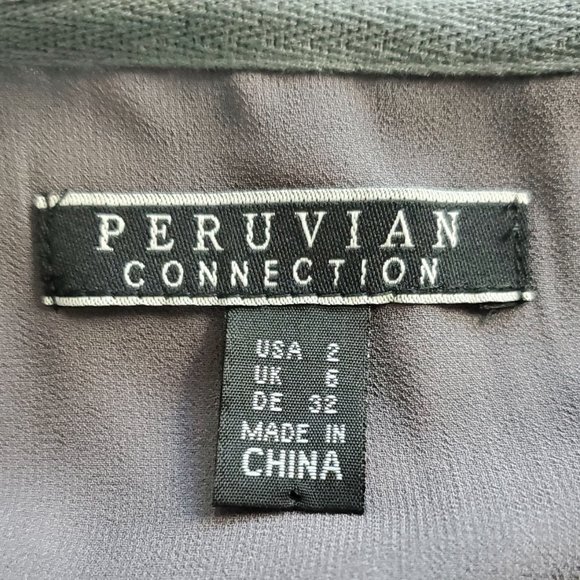 PERUVIAN
CONNECTION
USA 2
UK 6
DE 32
MADE IN
CHINA